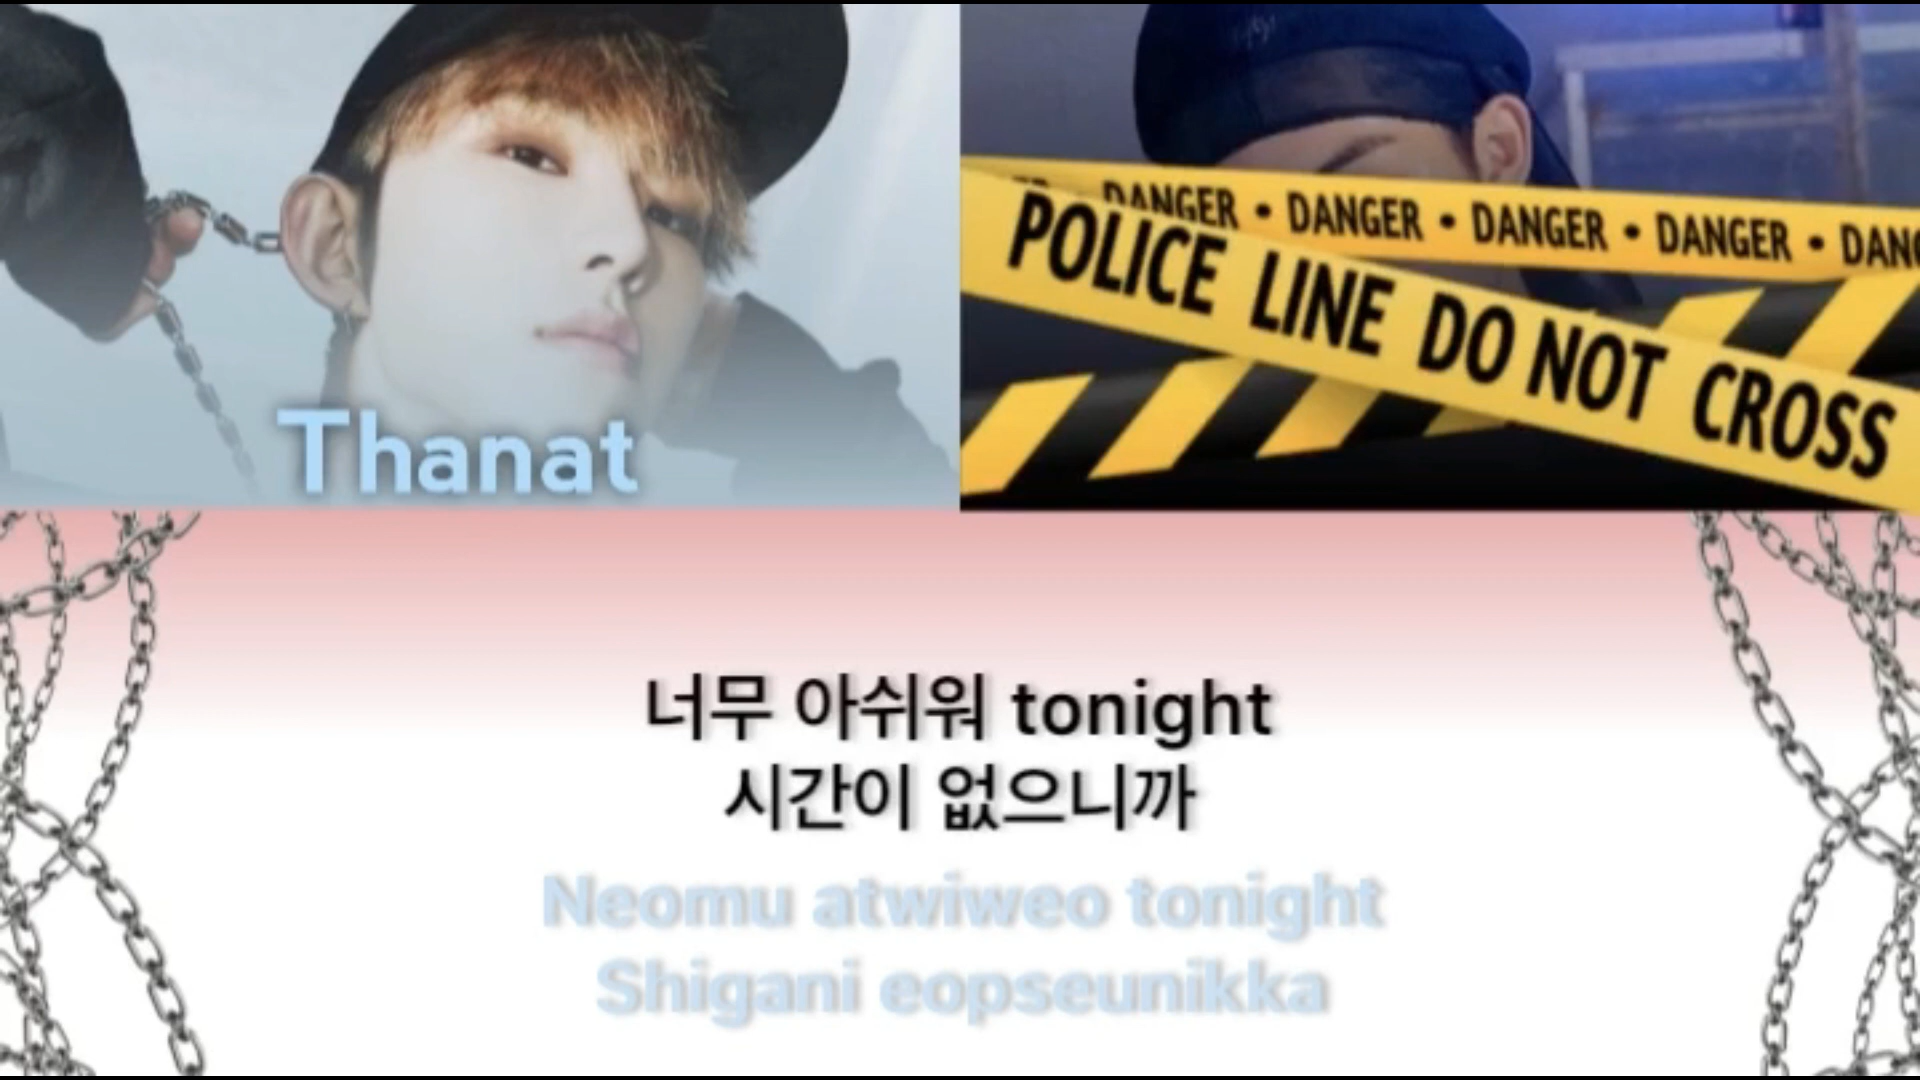 Thanat
DANGER • DANGER • DANGER • DANGER • DANG
POLICE LINE DO NOT CROSS
너무 아쉬워 tonight
시간이 없으니까
Neomu atwiweo tonight
Shigani eopseunikka